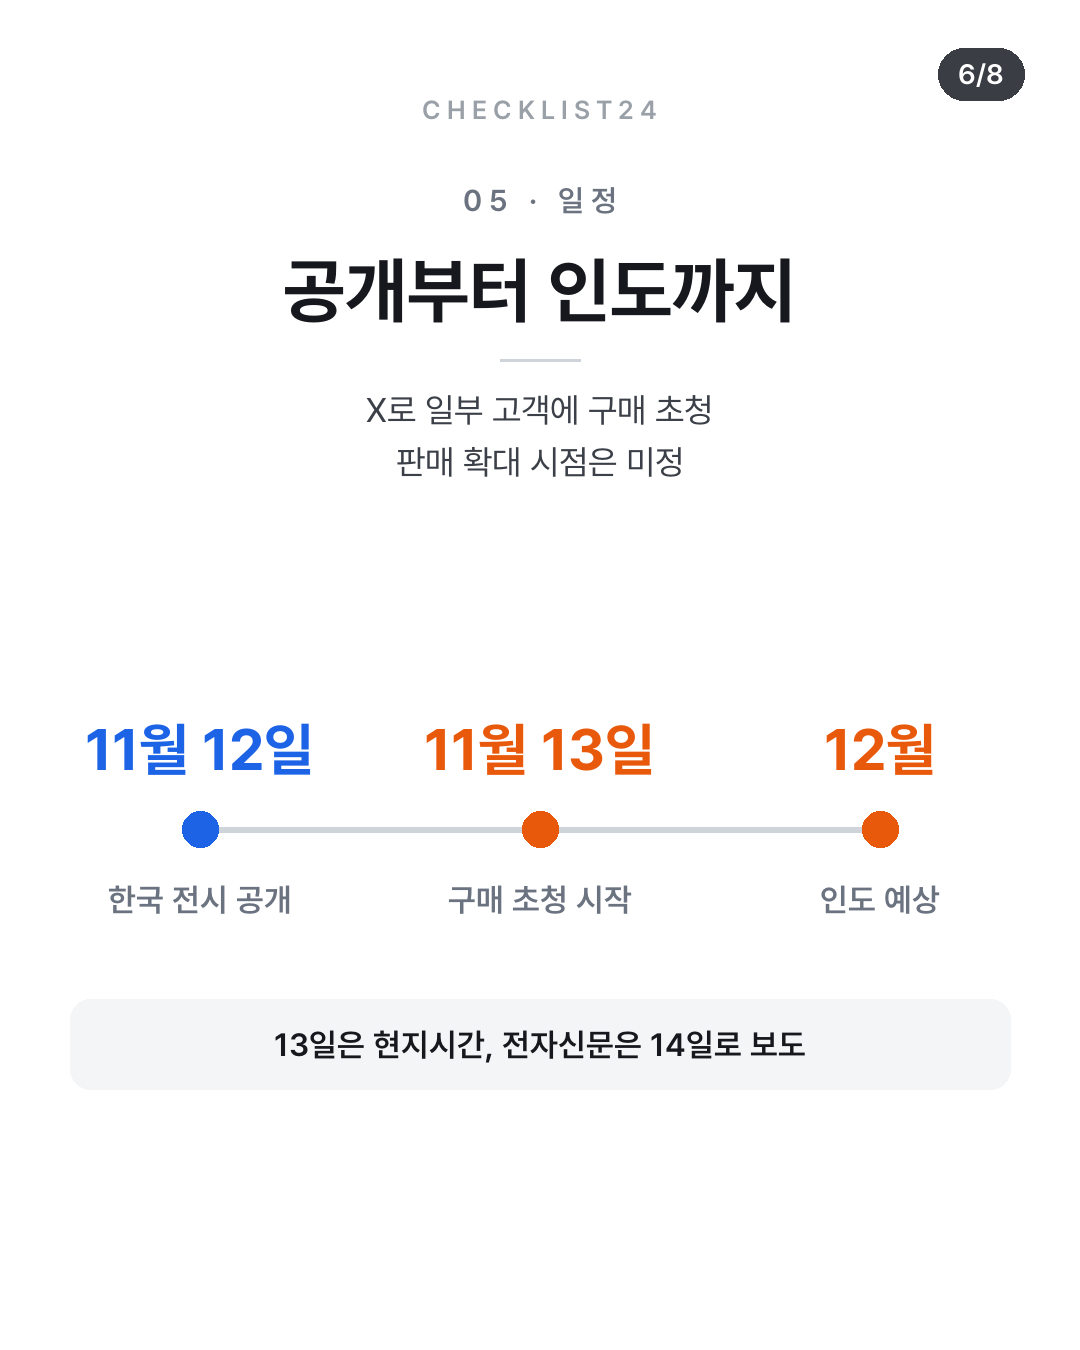 6/8
CHECKLIST24
05 · 일정
공개부터 인도까지
X로 일부 고객에 구매 초청
판매 확대 시점은 미정
11월 12일
11월 13일
12월
한국 전시 공개
구매 초청 시작
인도 예상
13일은 현지시간, 전자신문은 14일로 보도